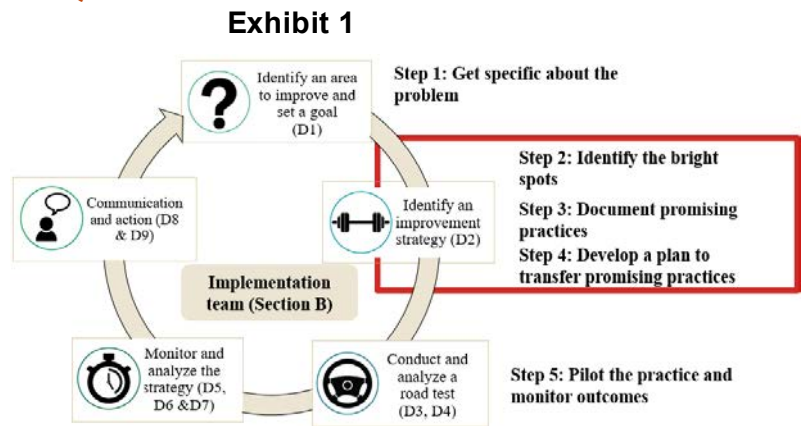 Exhibit 1
Identify an area
to improve and
set a goal
(D1)
Step 1: Get specific about the
problem
Step 2: Identify the bright
spots
Step 3: Document promising
practices
Step 4: Develop a plan to
transfer promising practices
Identify an
improvement
strategy (D2)
Communication
and action (D8
& D9)
Implementation
team (Section B)
Monitor and
analyze the
strategy (D5,
D6 &D7)
Conduct and
analyze a
road test
(D3, D4)
Step 5: Pilot the practice and
monitor outcomes